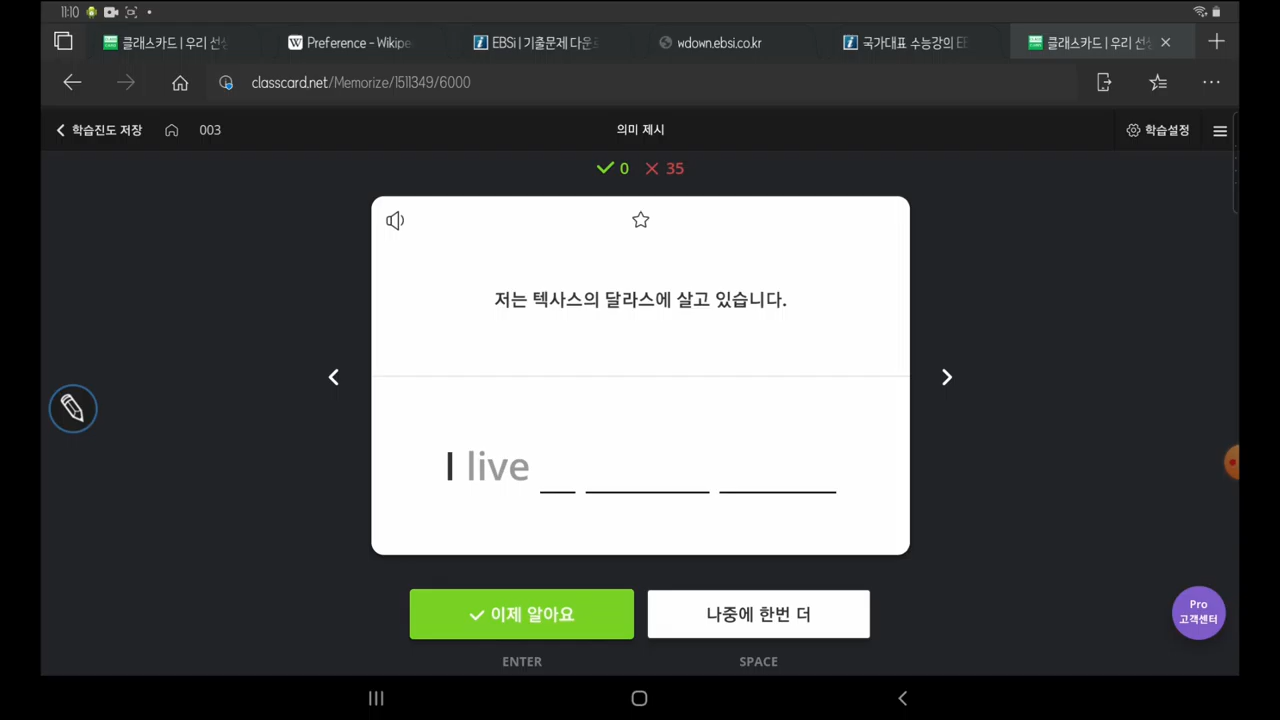 11:10
클래스카드 | 우리 선생
Preference - Wikipe
EBSi | 기출문제 다운로
wdown.ebsi.co.kr
국가대표 수능강의 EE
클래스카드 | 우리 선
classcard.net/Memorize/1511349/6000
학습진도 저장
003
의미 제시
학습설정
0
35
저는 텍사스의 달라스에 살고 있습니다.
I live
이제 알아요
나중에 한번 더
ENTER
SPACE
Pro
고객센터